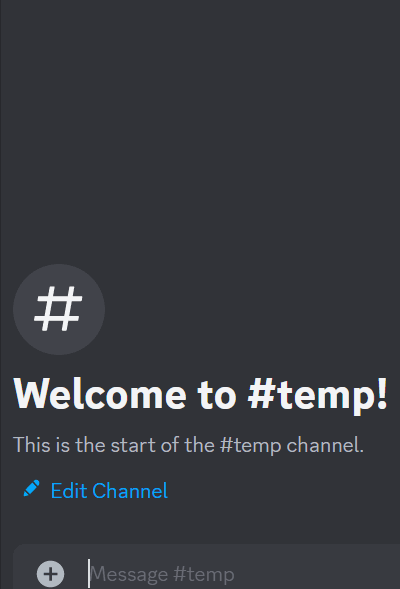 #
Welcome to #temp!
This is the start of the #temp channel.
Edit Channel
Message #temp